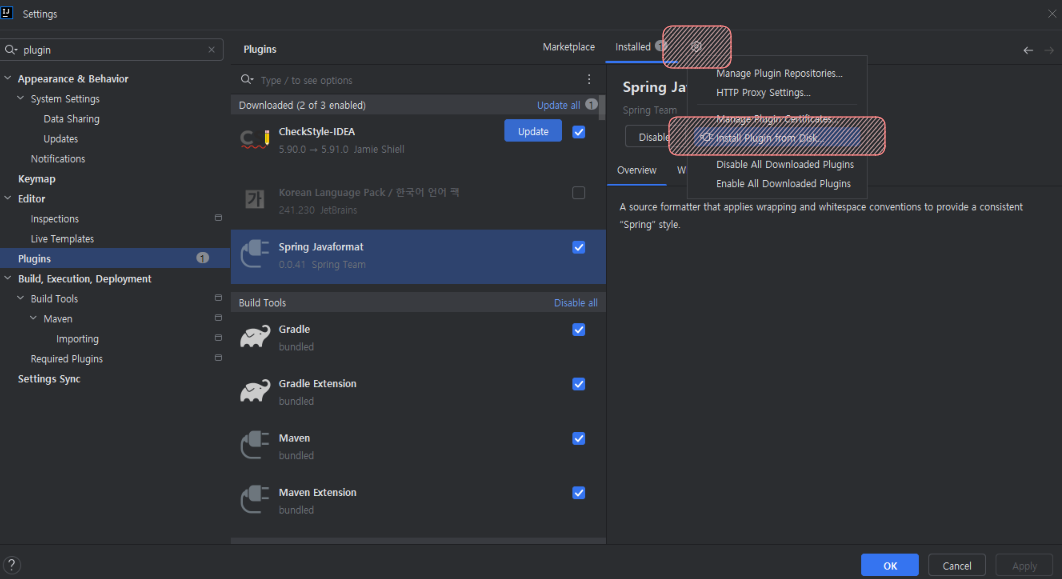 Settings
plugin
Appearance & Behavior
System Settings
Data Sharing
Updates
Notifications
Keymap
Editor
Inspections
Live Templates
Plugins 1
Build, Execution, Deployment
Build Tools
Maven
Importing
Required Plugins
Settings Sync
Plugins
Marketplace
Installed 1
Type / to see options
Downloaded (2 of 3 enabled) Update all 1
CheckStyle-IDEA
5.90.0 → 5.91.0 Jamie Shiell
Update
Korean Language Pack / 한국어 언어 팩
241.230 JetBrains
Spring Javaformat
0.0.41 Spring Team
Build Tools Disable all
Gradle
bundled
Gradle Extension
bundled
Maven
bundled
Maven Extension
bundled
Spring Ja
Spring Team
Disable
Overview W
Manage Plugin Repositories...
HTTP Proxy Settings...
Manage Plugin Certificates...
Install Plugin from Disk...
Disable All Downloaded Plugins
Enable All Downloaded Plugins
A source formatter that applies wrapping and whitespace conventions to provide a consistent
"Spring" style.
?
OK
Cancel
Apply